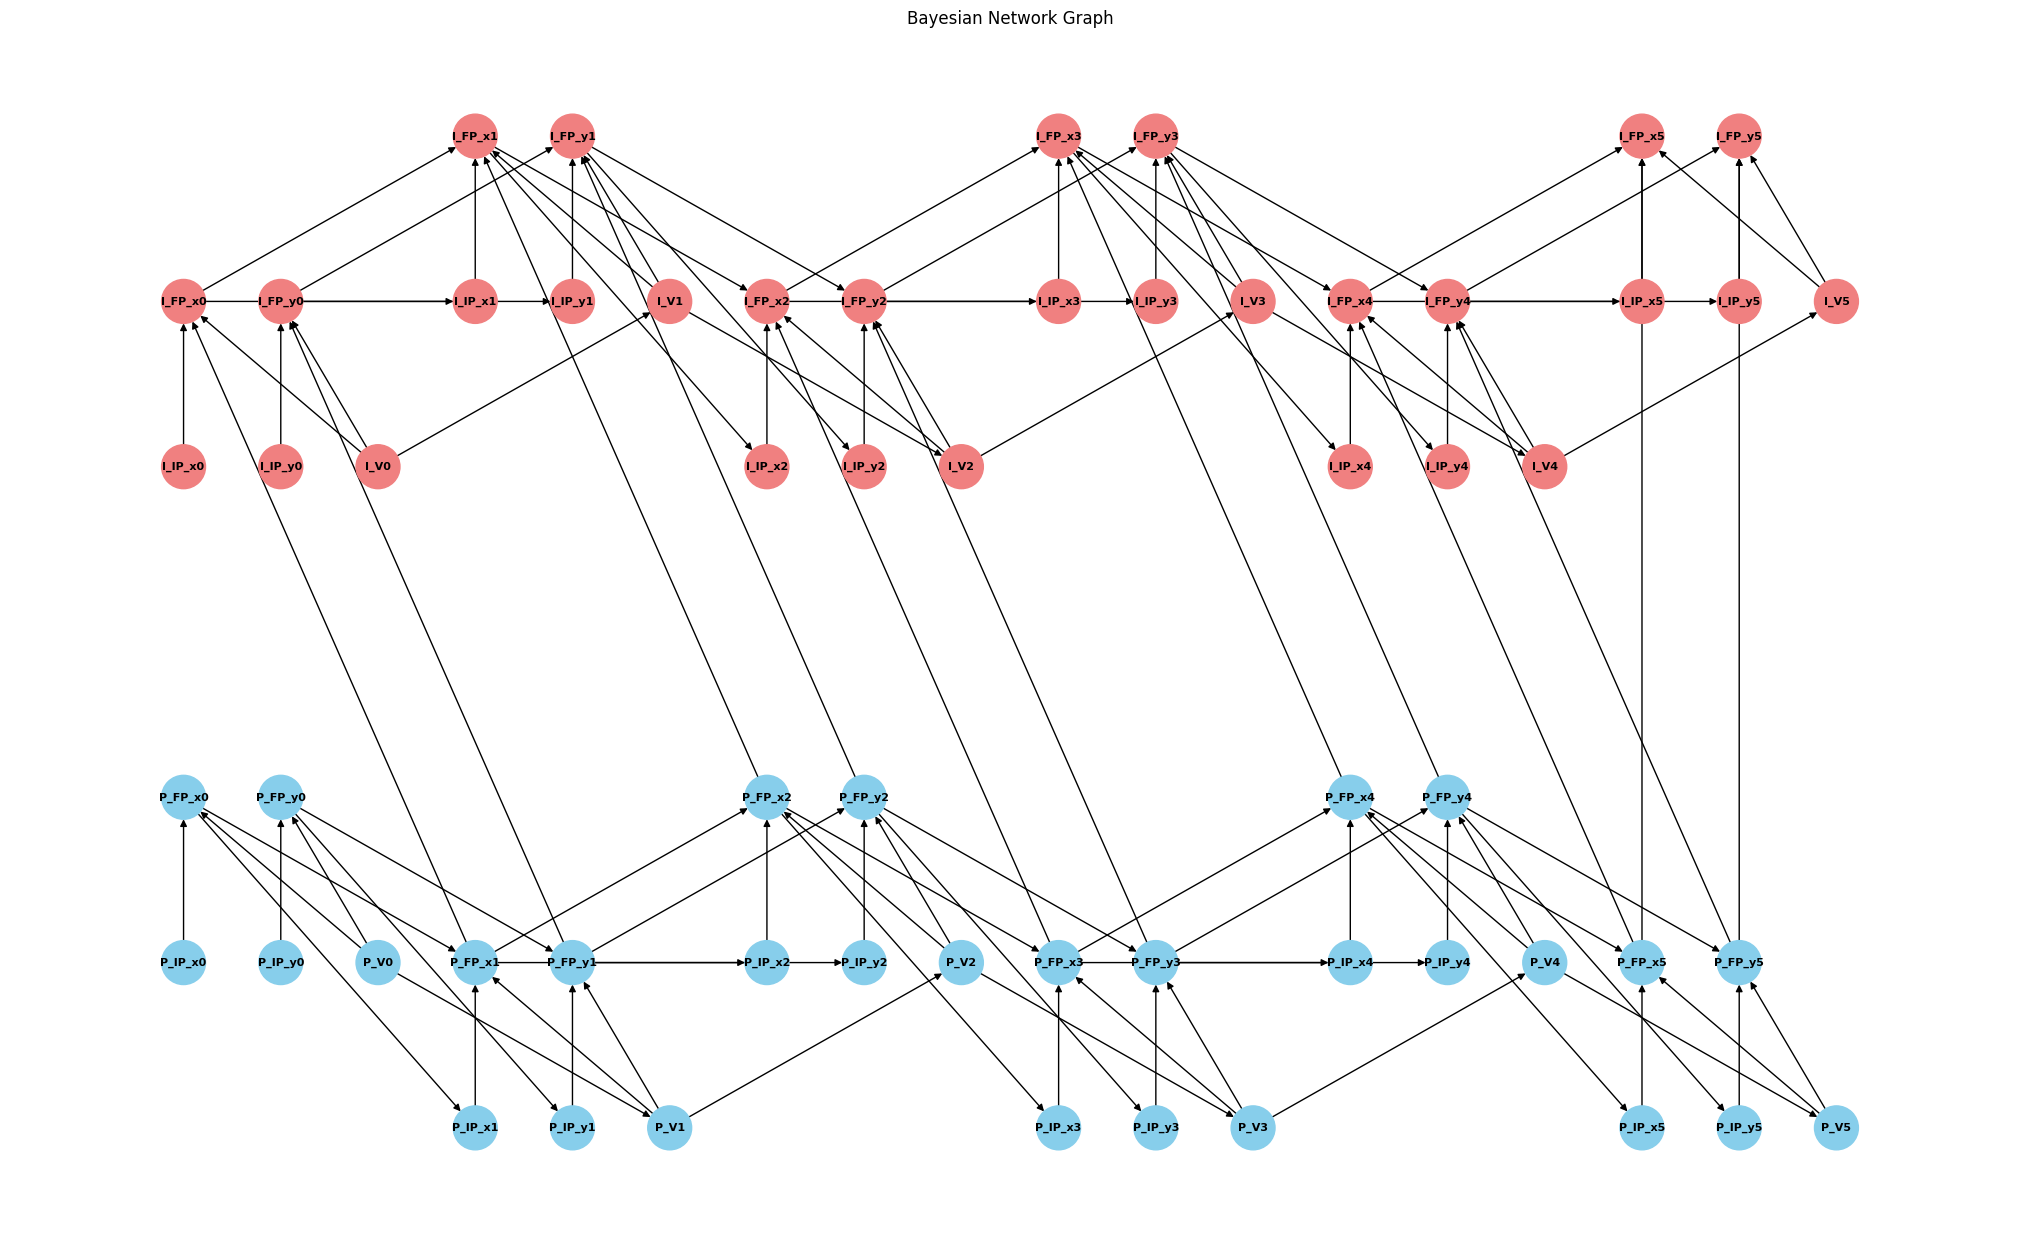 Bayesian Network Graph
I_FP_x1 I_FP_y1 I_FP_x3 I_FP_y3 I_FP_x5 I_FP_y5
I_FP_x0 I_FP_y0 I_IP_x1 I_IP_y1 I_V1 I_FP_x2 I_FP_y2 I_IP_x3 I_IP_y3 I_V3 I_FP_x4 I_FP_y4 I_IP_x5 I_IP_y5 I_V5
I_IP_x0 I_IP_y0 I_V0 I_IP_x2 I_IP_y2 I_V2 I_IP_x4 I_IP_y4 I_V4
P_FP_x0 P_FP_y0 P_FP_x2 P_FP_y2 P_FP_x4 P_FP_y4
P_IP_x0 P_IP_y0 P_V0 P_FP_x1 P_FP_y1 P_IP_x2 P_IP_y2 P_V2 P_FP_x3 P_FP_y3 P_IP_x4 P_IP_y4 P_V4 P_FP_x5 P_FP_y5
P_IP_x1 P_IP_y1 P_V1 P_IP_x3 P_IP_y3 P_V3 P_IP_x5 P_IP_y5 P_V5